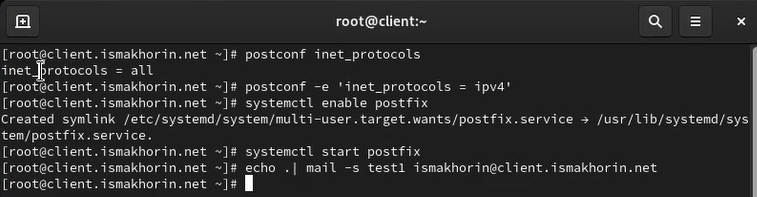 root@client:~
[root@client.ismakhorin.net ~]# postconf inet_protocols
inet_protocols = all
[root@client.ismakhorin.net ~]# postconf -e 'inet_protocols = ipv4'
[root@client.ismakhorin.net ~]# systemctl enable postfix
Created symlink /etc/systemd/system/multi-user.target.wants/postfix.service → /usr/lib/systemd/sys
tem/postfix.service.
[root@client.ismakhorin.net ~]# systemctl start postfix
[root@client.ismakhorin.net ~]# echo .| mail -s test1 ismakhorin@client.ismakhorin.net
[root@client.ismakhorin.net ~]#